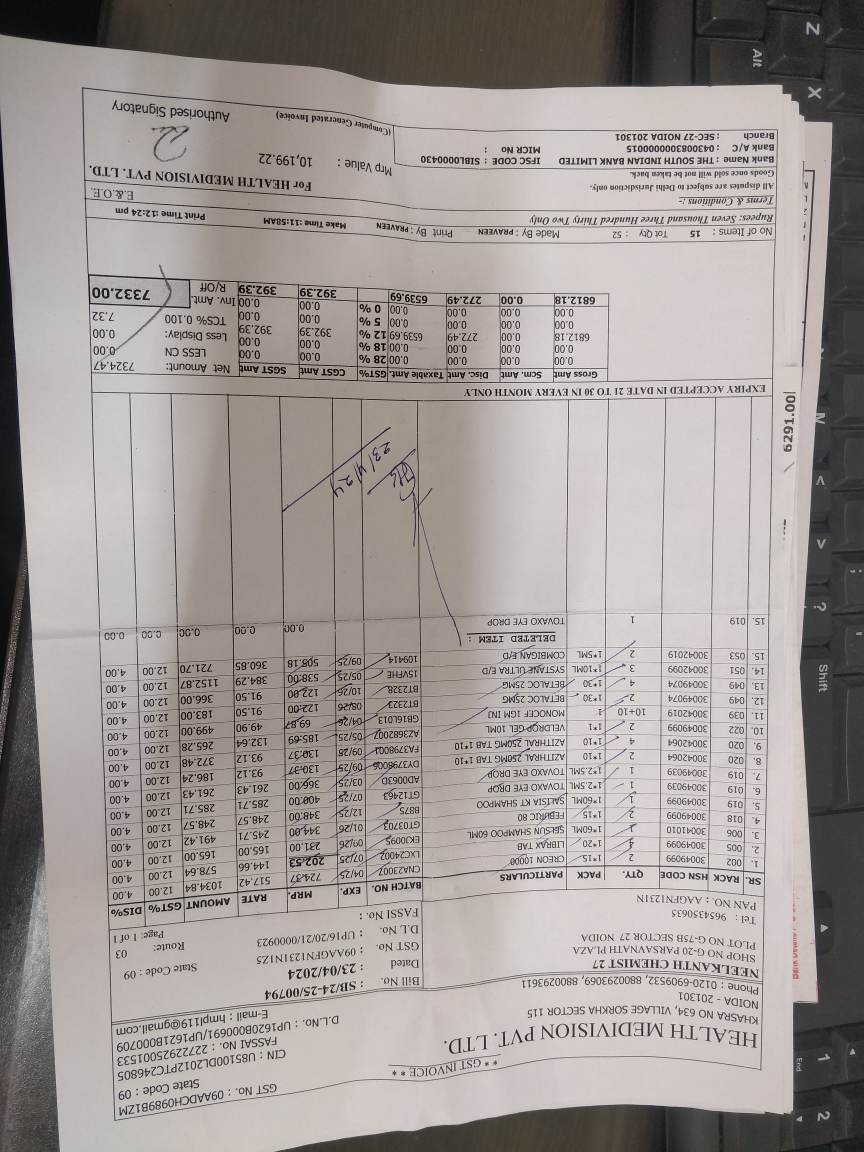 * * GST INVOICE * *
HEALTH MEDIVISION PVT. LTD.
KHASRA NO 634, VILLAGE SORKHA SECTOR 115
NOIDA - 201301
Phone : 0120-6909532, 8800293069, 8800293611
GST No. : 09AADCH0989B1ZM
State Code : 09
CIN : U85100DL2012PTC246805
FASSAI No. : 22722925001533
D.L.No. : UP1620B000691/UP1621B000709
E-mail : hmpl119@gmail.com
NEELKANTH CHEMIST 27
SHOP NO G-20 PARSAVNATH PLAZA
PLOT NO G-75B SECTOR 27 NOIDA
Tel : 9654350635
PAN NO. : AAGFN1231N
Bill No. : SB/24-25/00794
Dated : 23/04/2024
GST No. : 09AAGFN1231N1Z5 State Code : 09
D.L No. : UP16/20/21/0000923 Route: 03
FASSI No. : Page: 1 of 1
SR. RACK HSN CODE QTY. PACK PARTICULARS BATCH NO. EXP. MRP. RATE AMOUNT GST% DIS%
1. 002 30049099 2 1*15 CREON 10000 CNA23007 04/25 724.37 517.42 1034.84 12.00 4.00
2. 005 30049099 4 1*20 LIBRAX TAB LXC24002 07/25 202.53 144.66 578.64 12.00 4.00
3. 006 1 1*60ML SELSUN SHAMPOO 60ML EKI0095 09/26 231.00 165.00 165.00 12.00 4.00
4. 018 30049099 2 1*15 FEBURIC 80 GT03702 01/26 344.00 245.71 491.42 12.00 4.00
5. 019 30049099 1 1*60ML SALISIA KT SHAMPOO B875 12/25 348.00 248.57 248.57 12.00 4.00
6. 019 30049039 1 1*2.5ML TOVAXO EYE DROP GT12463 07/25 400.00 285.71 285.71 12.00 4.00
7. 019 30049039 1 1*2.5ML TOVAXO EYE DROP AD0063D 03/25 366.00 261.43 261.43 12.00 4.00
8. 020 30042064 2 1*10 AZITHRAL 250MG TAB 1*10 DX3798006 09/25 130.37 93.12 186.24 12.00 4.00
9. 020 30042064 4 1*10 AZITHRAL 250MG TAB 1*10 FA3798001 09/28 130.37 93.12 372.48 12.00 4.00
10. 022 30049099 2 1*1 VELDROP GEL 10ML A23682007 05/25 185.69 132.64 265.28 12.00 4.00
11. 039 30042019 10+10 1 MONOCEF 1GM INJ GB16L6013 04/26 69.87 49.90 499.00 12.00 4.00
12. 049 30049074 2 1*30 BETALOC 25MG BT2323 08/26 122.00 91.50 183.00 12.00 4.00
13. 049 30049074 4 1*30 BETALOC 25MG BT2328 10/26 122.00 91.50 366.00 12.00 4.00
14. 051 30042099 3 1*10ML SYSTANE ULTRA E/D 15VFHE 05/25 538.00 384.29 1152.87 12.00 4.00
15. 053 30042019 2 1*5ML COMBIGAN E/D 109414 09/25 505.18 360.85 721.70 12.00 4.00
DELETED ITEM :
15. 019 1 TOVAXO EYE DROP 0.00 0.00 0.00 0.00 0.00
23/4/24
EXPIRY ACCEPTED IN DATE 21 TO 30 IN EVERY MONTH ONLY
Gross Amt Scm. Amt Disc. Amt Taxable Amt. GST% CGST Amt SGST Amt Net Amount: 7324.47
0.00 0.00 0.00 0.00 28 % 0.00 0.00 LESS CN 0.00
0.00 0.00 0.00 0.00 18 % 0.00 0.00 Less Display: 0.00
6812.18 272.49 6539.69 12 % 392.39 392.39 TCS% 0.100 7.32
0.00 0.00 0.00 0.00 5 % 0.00 0.00
0.00 0.00 0.00 0.00 0 % 0.00 0.00 Inv. Amt.
6812.18 0.00 272.49 6539.69 392.39 392.39 R/Off 7332.00
No of Items : 15 Tot Qty : 52 Made By : PRAVEEN Print By : PRAVEEN Make Time :11:58AM Print Time :12:24 pm
Rupees: Seven Thousand Three Hundred Thirty Two Only
E.&.O.E.
Terms & Conditions :-
All disputes are subject to Delhi Jurisdiction only.
Goods once sold will not be taken back.
For HEALTH MEDIVISION PVT. LTD.
Bank Name : THE SOUTH INDIAN BANK LIMITED IFSC CODE : SIBL0000430
Bank A/C : 0430083000000015 MICR No :
Branch : SEC-27 NOIDA 201301
Mrp Value : 10,199.22
(Computer Generated Invoice)
Authorised Signatory
6291.00
Z
X
Alt
Shift
?
1
End
2